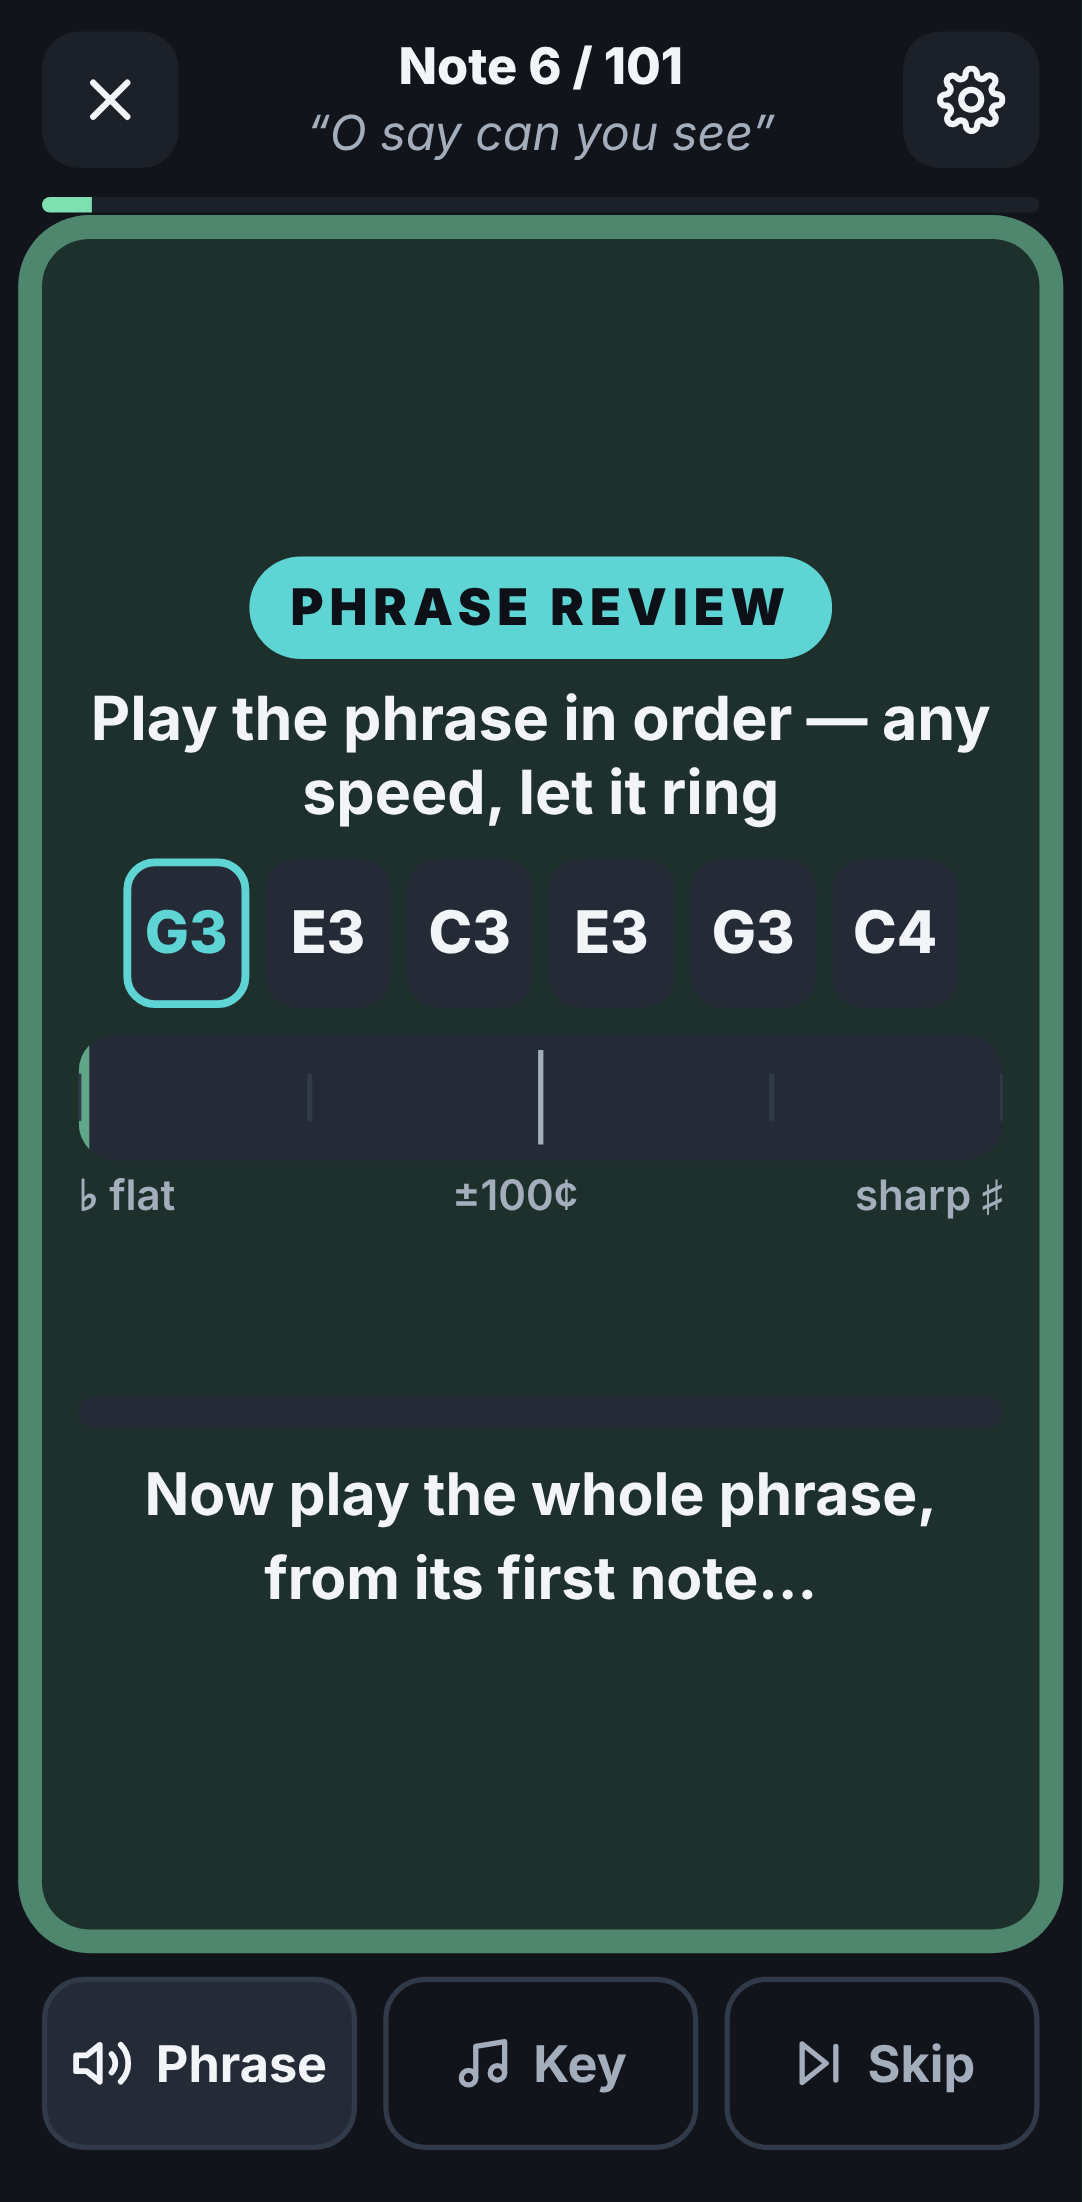 Note 6 / 101
“O say can you see”
PHRASE REVIEW
Play the phrase in order — any
speed, let it ring
G3 E3 C3 E3 G3 C4
♭ flat ±100¢ sharp ♯
Now play the whole phrase,
from its first note…
Phrase Key Skip